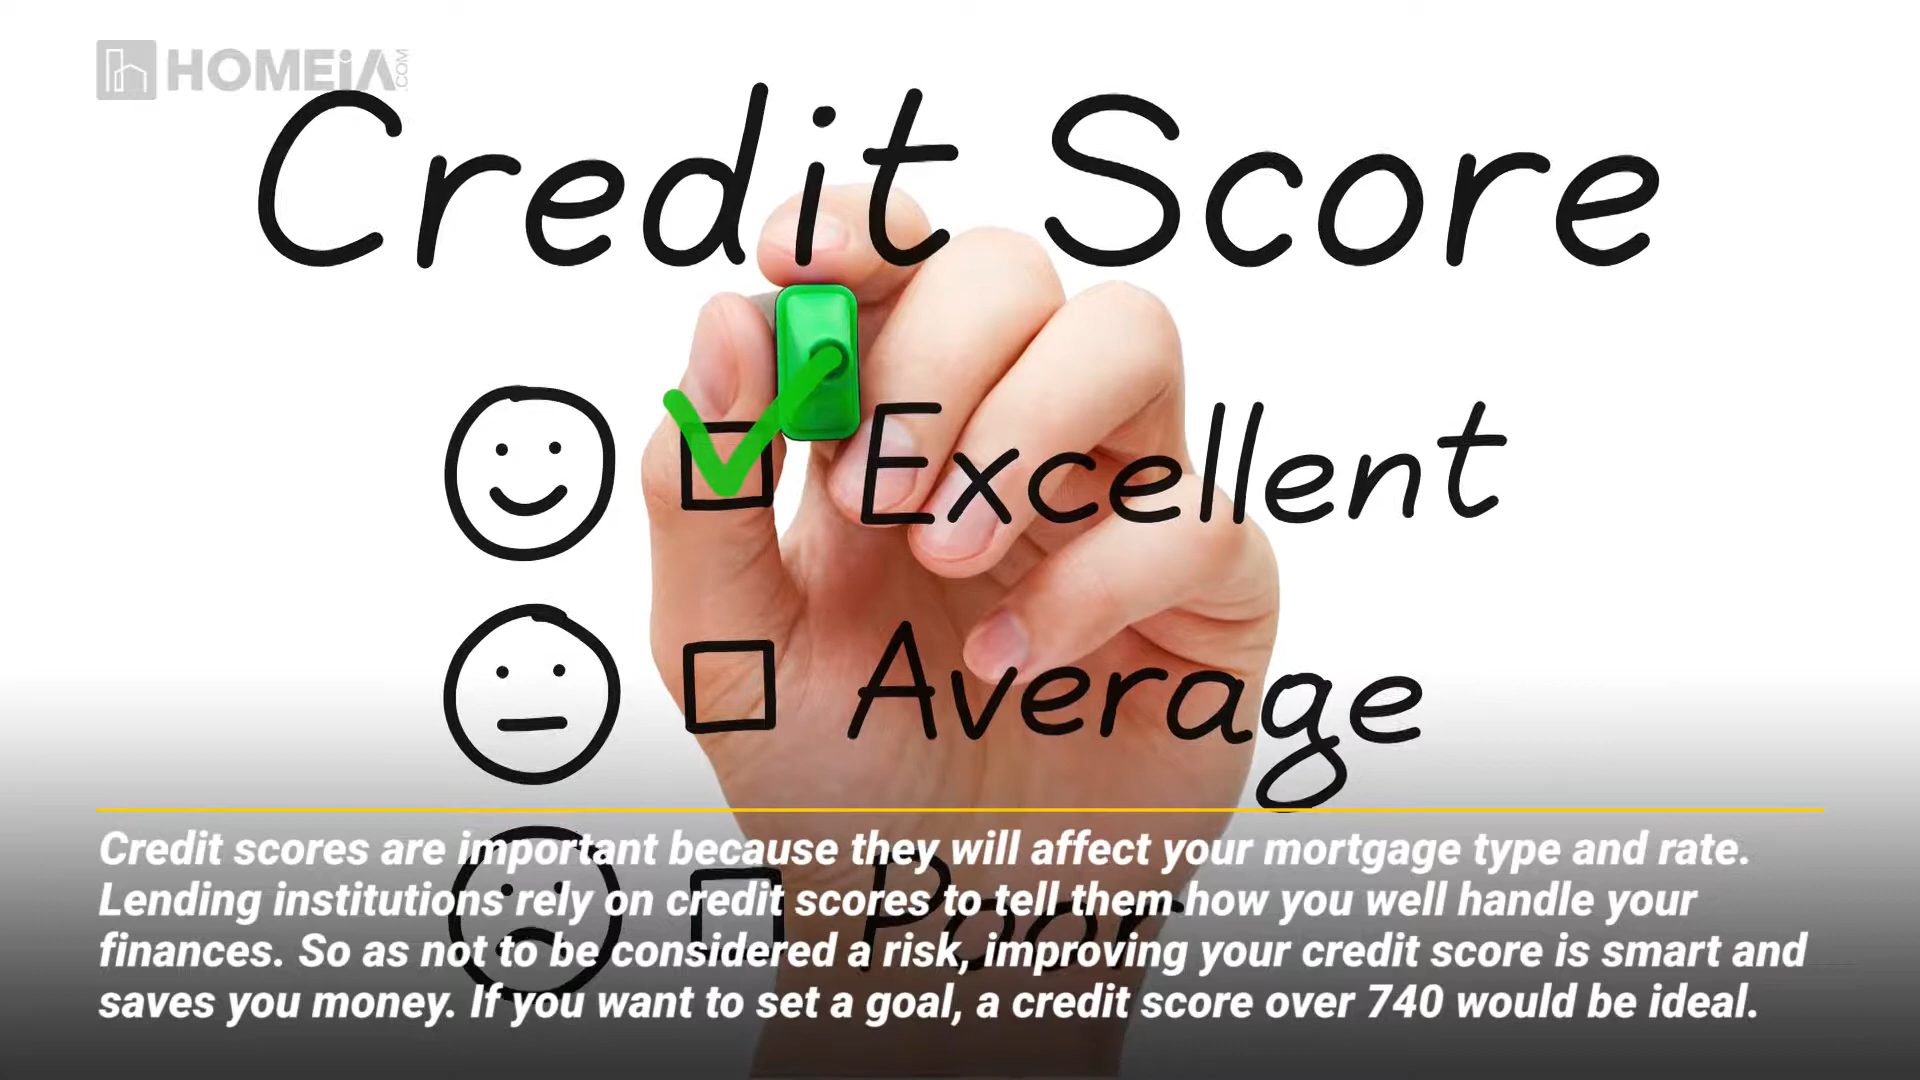 HOMEiA.COM
Credit Score
Excellent
Average
Poor
Credit scores are important because they will affect your mortgage type and rate.
Lending institutions rely on credit scores to tell them how you well handle your
finances. So as not to be considered a risk, improving your credit score is smart and
saves you money. If you want to set a goal, a credit score over 740 would be ideal.